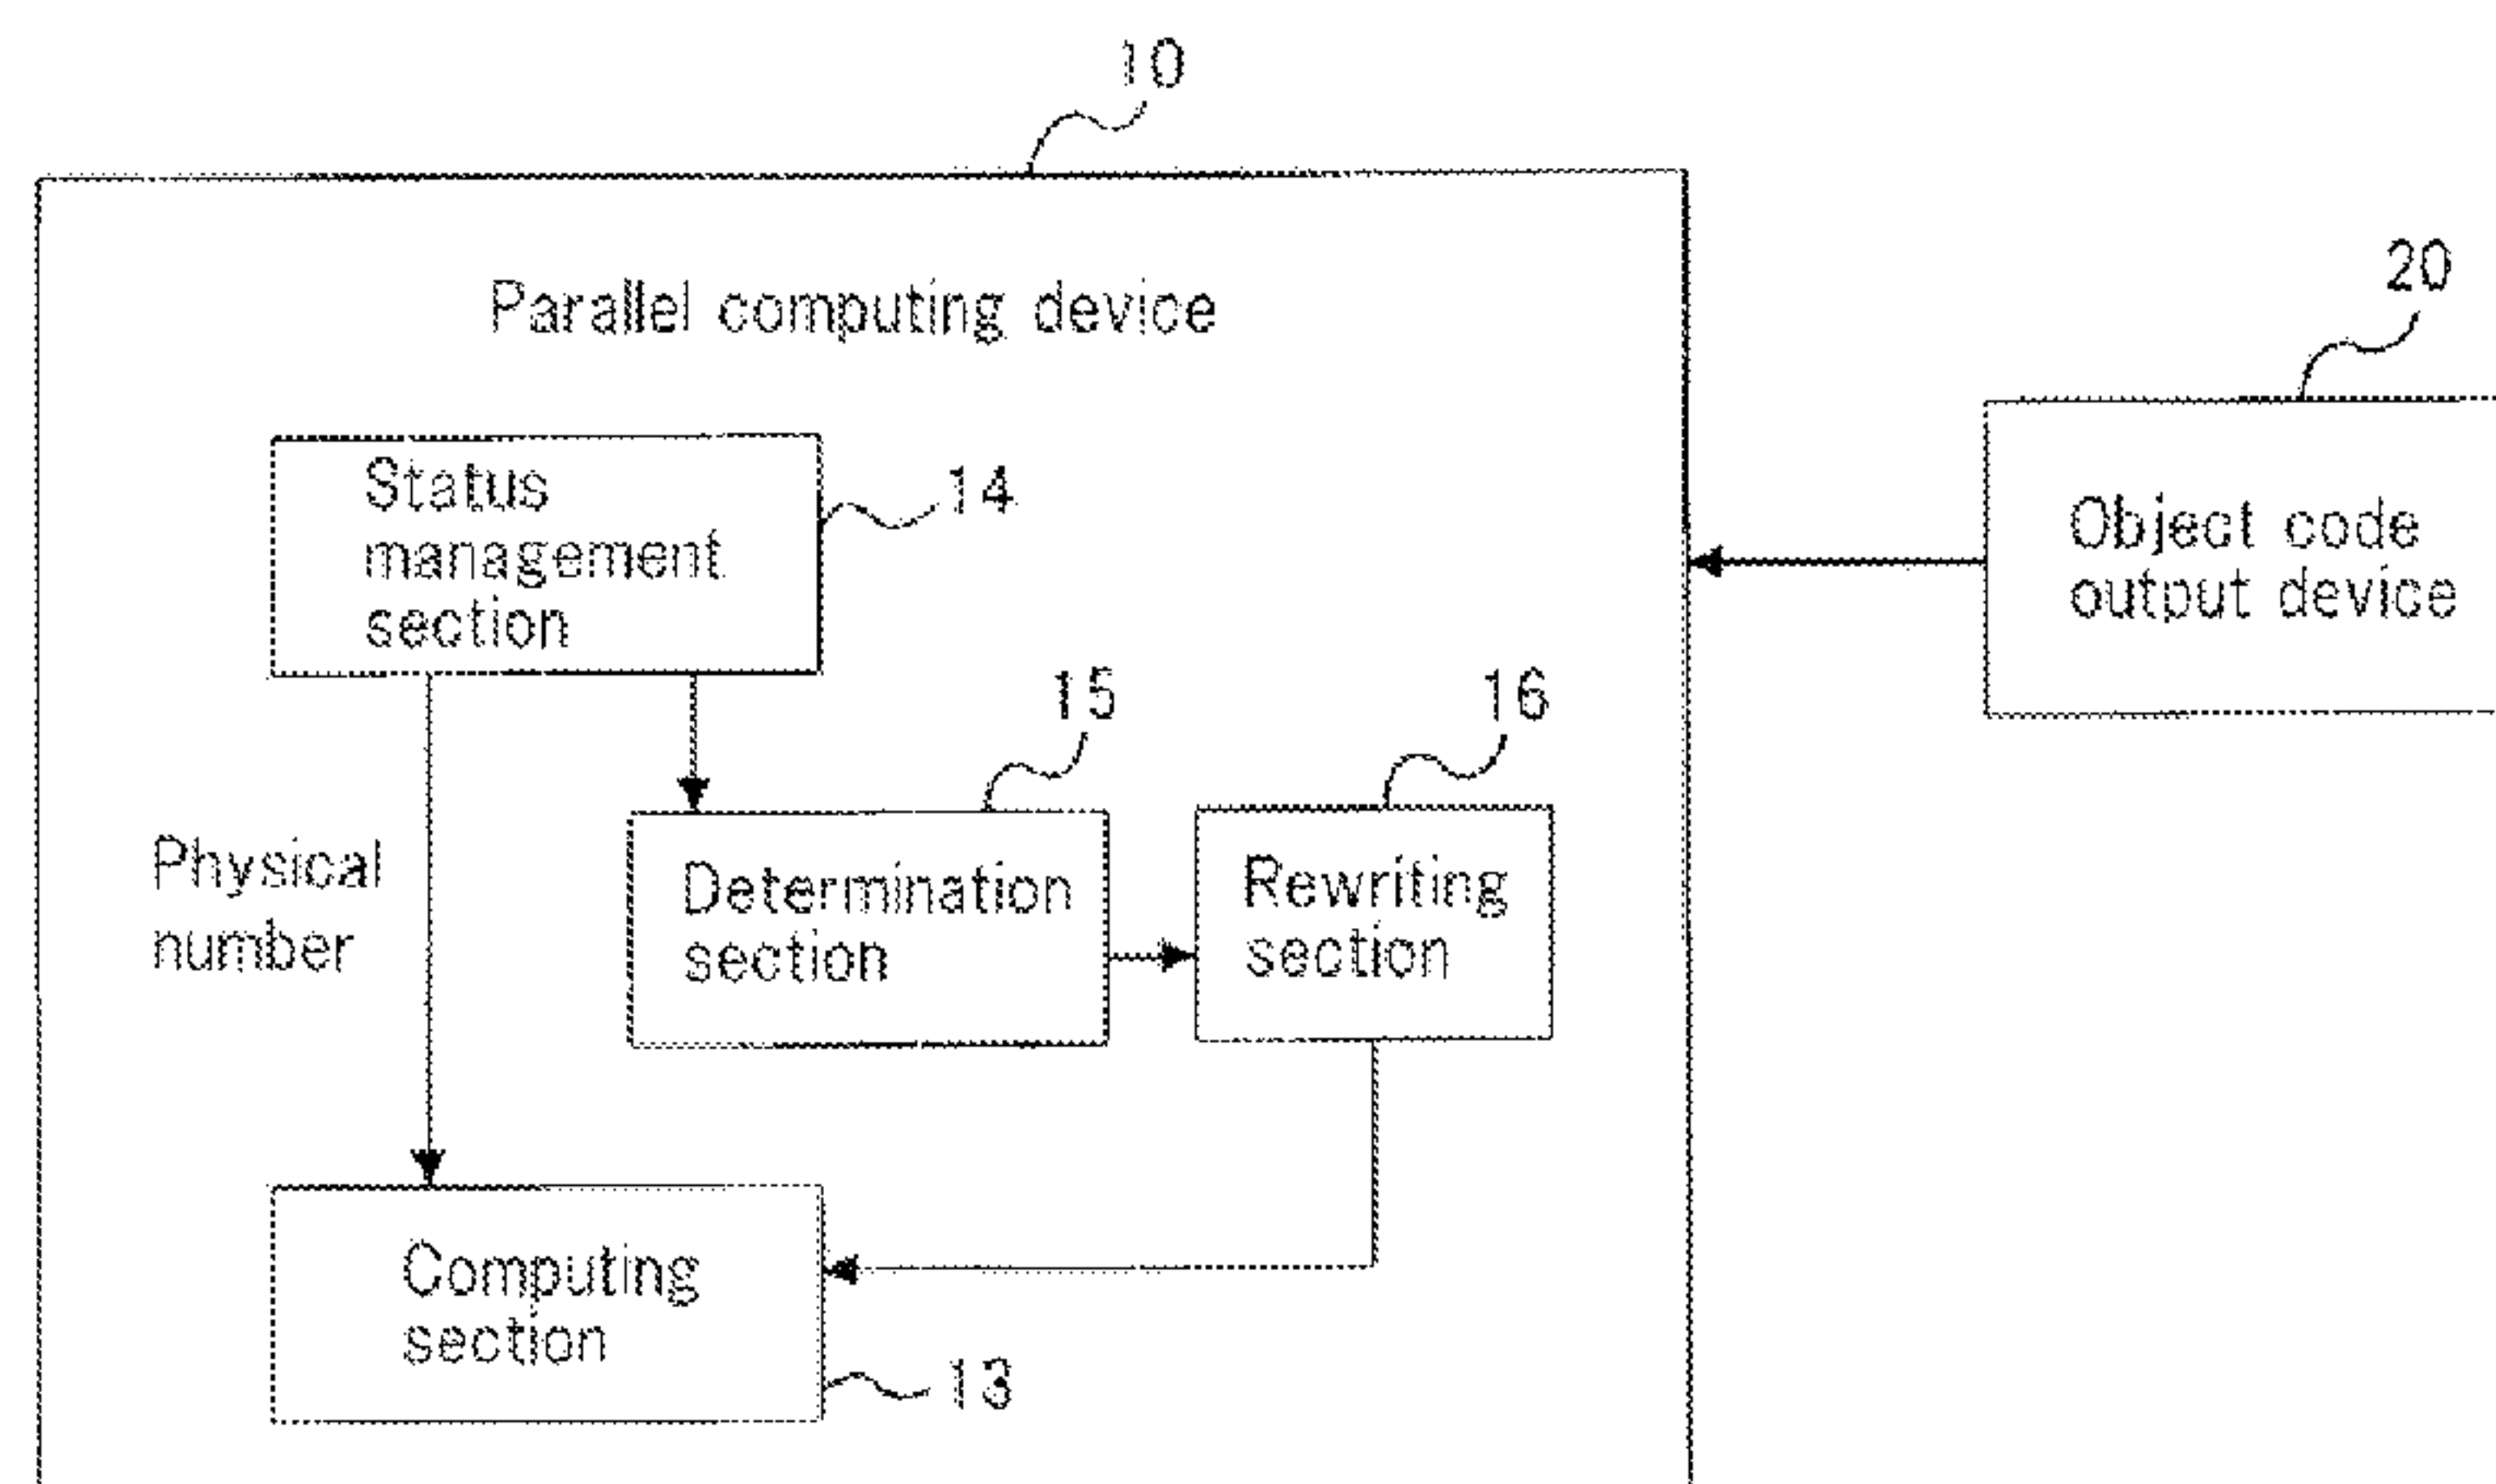 10
Parallel computing device
20
Status
management
section
14
Object code
output device
15
16
Physical
number
Determination
section
Rewriting
section
Computing
section
13